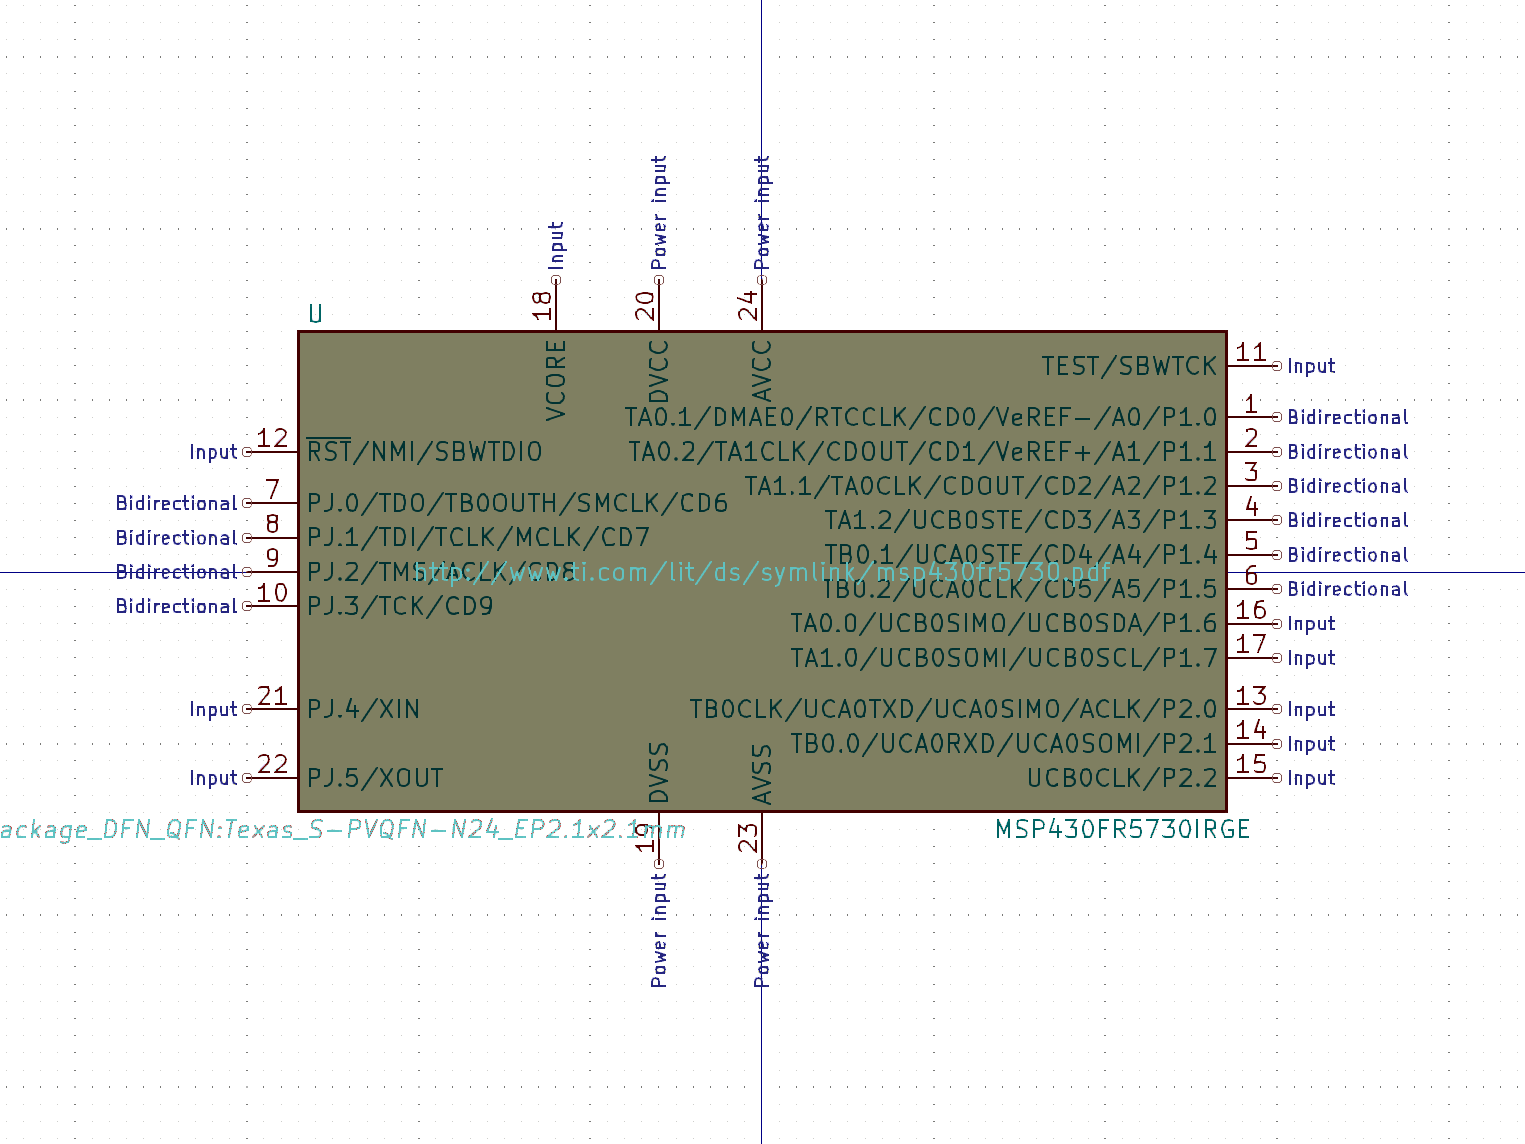 Power input
Power input
Input
18
20
24
U
VCORE
DVCC
AVCC
TEST/SBWTCK
11
Input
TA0.1/DMAE0/RTCCLK/CD0/VeREF-/A0/P1.0
1
Bidirectional
Input
12
RST/NMI/SBWTDIO
TA0.2/TA1CLK/CDOUT/CD1/VeREF+/A1/P1.1
2
Bidirectional
TA1.1/TA0CLK/CDOUT/CD2/A2/P1.2
3
Bidirectional
Bidirectional
7
PJ.0/TDO/TB0OUTH/SMCLK/CD6
TA1.2/UCB0STE/CD3/A3/P1.3
4
Bidirectional
Bidirectional
8
PJ.1/TDI/TCLK/MCLK/CD7
TB0.1/UCA0STE/CD4/A4/P1.4
5
Bidirectional
Bidirectional
9
PJ.2/TMS/ACLK/CD8
http://www.ti.com/lit/ds/symlink/msp430fr5730.pdf
TB0.2/UCA0CLK/CD5/A5/P1.5
6
Bidirectional
Bidirectional
10
PJ.3/TCK/CD9
TA0.0/UCB0SIMO/UCB0SDA/P1.6
16
Input
TA1.0/UCB0SOMI/UCB0SCL/P1.7
17
Input
Input
21
PJ.4/XIN
TB0CLK/UCA0TXD/UCA0SIMO/ACLK/P2.0
13
Input
TB0.0/UCA0RXD/UCA0SOMI/P2.1
14
Input
Input
22
PJ.5/XOUT
DVSS
AVSS
UCB0CLK/P2.2
15
Input
ackage_DFN_QFN:Texas_S-PVQFN-N24_EP2.1x2.1mm
19
23
MSP430FR5730IRGE
Power input
Power input